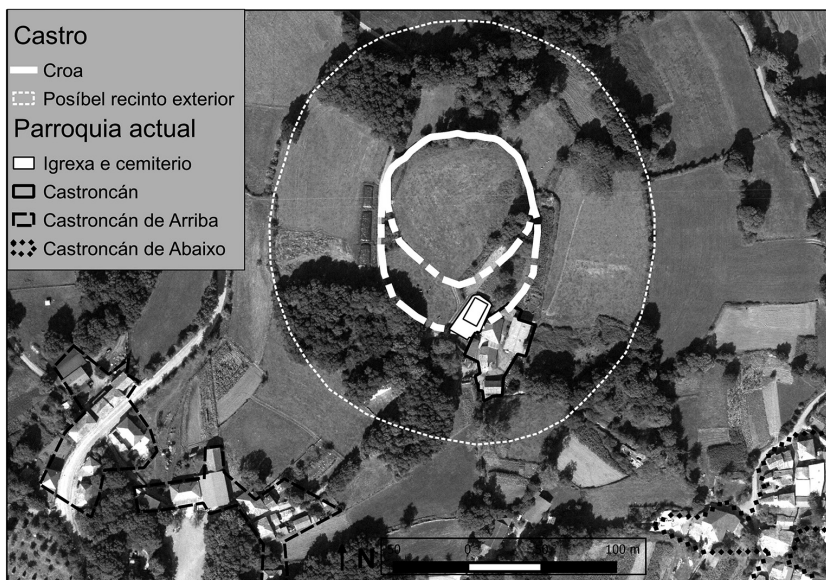 Castro
Croa
Posíbel recinto exterior
Parroquia actual
Igrexa e cemiterio
Castroncán
Castroncán de Arriba
Castroncán de Abaixo
N
50 0 50 100 m